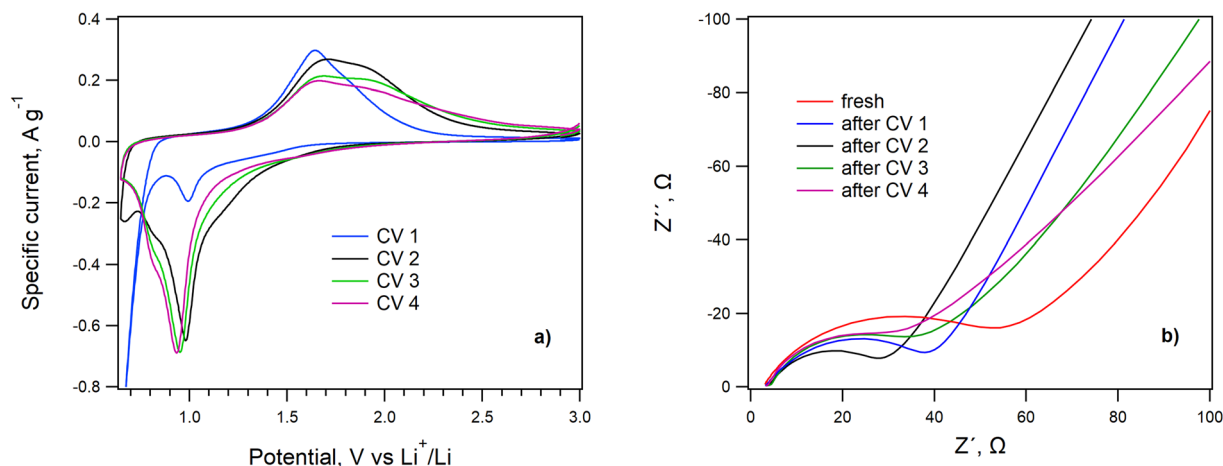 0.4
0.2
0.0
-0.2
-0.4
-0.6
-0.8
Specific current, A g⁻¹
CV 1
CV 2
CV 3
CV 4
a)
1.0 1.5 2.0 2.5 3.0
Potential, V vs Li⁺/Li
-100
-80
-60
-40
-20
0
Z´´, Ω
fresh
after CV 1
after CV 2
after CV 3
after CV 4
b)
0 20 40 60 80 100
Z´, Ω